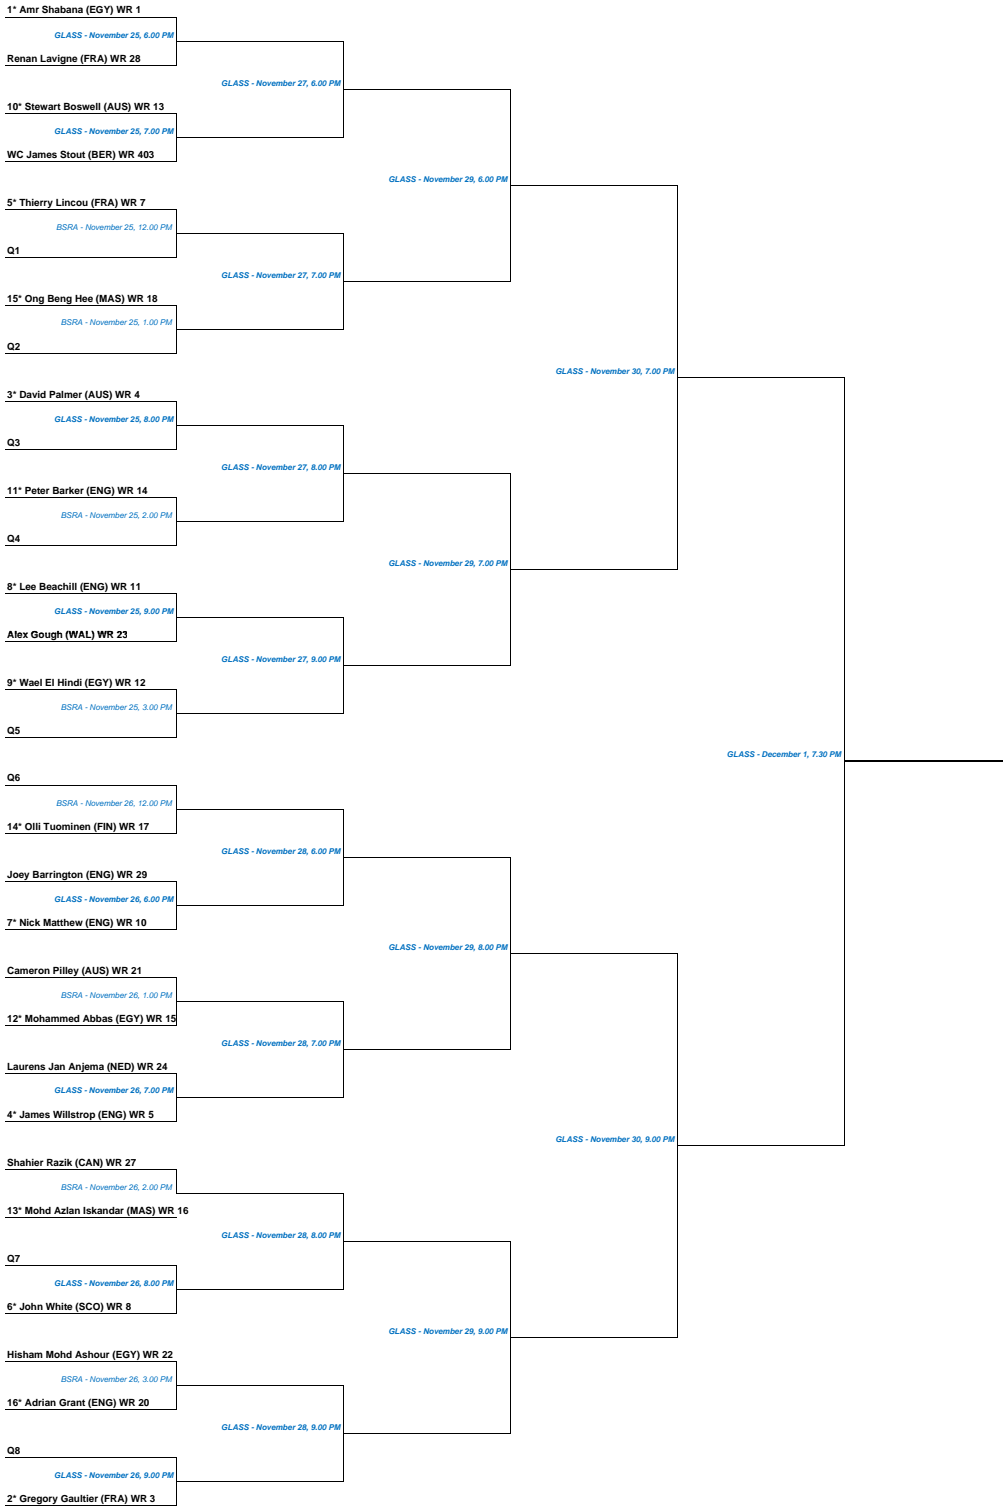 1* Amr Shabana (EGY) WR 1
GLASS - November 25, 6.00 PM
Renan Lavigne (FRA) WR 28
GLASS - November 27, 6.00 PM
10* Stewart Boswell (AUS) WR 13
GLASS - November 25, 7.00 PM
WC James Stout (BER) WR 403
GLASS - November 29, 6.00 PM
5* Thierry Lincou (FRA) WR 7
BSRA - November 25, 12.00 PM
Q1
GLASS - November 27, 7.00 PM
15* Ong Beng Hee (MAS) WR 18
BSRA - November 25, 1.00 PM
Q2
GLASS - November 30, 7.00 PM
3* David Palmer (AUS) WR 4
GLASS - November 25, 8.00 PM
Q3
GLASS - November 27, 8.00 PM
11* Peter Barker (ENG) WR 14
BSRA - November 25, 2.00 PM
Q4
GLASS - November 29, 7.00 PM
8* Lee Beachill (ENG) WR 11
GLASS - November 25, 9.00 PM
Alex Gough (WAL) WR 23
GLASS - November 27, 9.00 PM
9* Wael El Hindi (EGY) WR 12
BSRA - November 25, 3.00 PM
Q5
GLASS - December 1, 7.30 PM
Q6
BSRA - November 26, 12.00 PM
14* Olli Tuominen (FIN) WR 17
GLASS - November 28, 6.00 PM
Joey Barrington (ENG) WR 29
GLASS - November 26, 6.00 PM
7* Nick Matthew (ENG) WR 10
GLASS - November 29, 8.00 PM
Cameron Pilley (AUS) WR 21
BSRA - November 26, 1.00 PM
12* Mohammed Abbas (EGY) WR 15
GLASS - November 28, 7.00 PM
Laurens Jan Anjema (NED) WR 24
GLASS - November 26, 7.00 PM
4* James Willstrop (ENG) WR 5
GLASS - November 30, 9.00 PM
Shahier Razik (CAN) WR 27
BSRA - November 26, 2.00 PM
13* Mohd Azlan Iskandar (MAS) WR 16
GLASS - November 28, 8.00 PM
Q7
GLASS - November 26, 8.00 PM
6* John White (SCO) WR 8
GLASS - November 29, 9.00 PM
Hisham Mohd Ashour (EGY) WR 22
BSRA - November 26, 3.00 PM
16* Adrian Grant (ENG) WR 20
GLASS - November 28, 9.00 PM
Q8
GLASS - November 26, 9.00 PM
2* Gregory Gaultier (FRA) WR 3